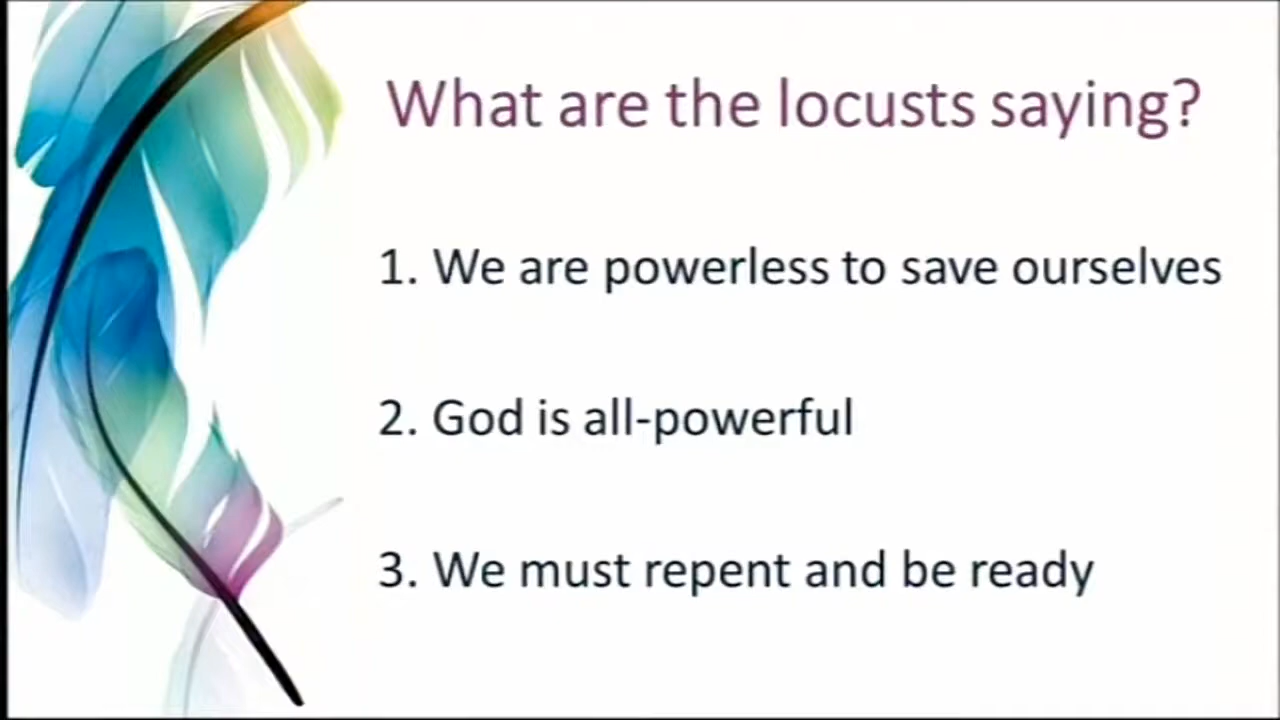 What are the locusts saying?
1. We are powerless to save ourselves
2. God is all-powerful
3. We must repent and be ready